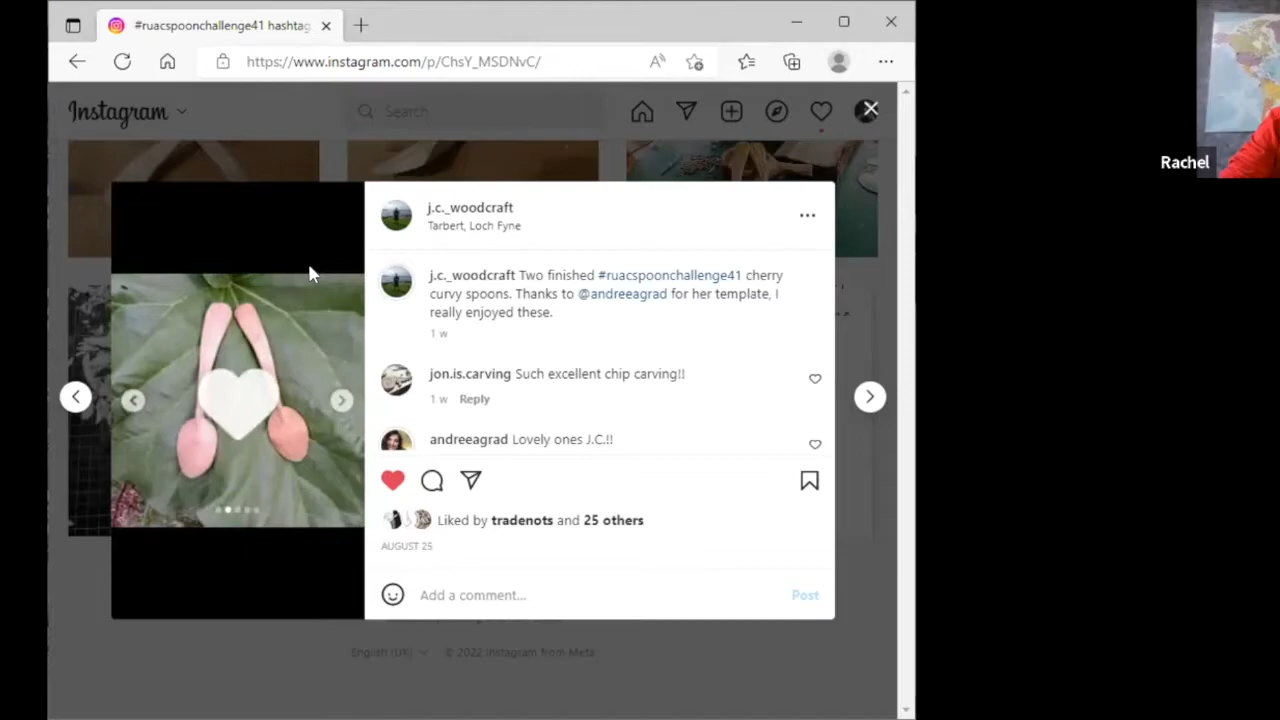 #ruacspoonchallenge41 hashtag
https://www.instagram.com/p/ChsY_MSDNvC/
Instagram
Search
Rachel
j.c._woodcraft
Tarbert, Loch Fyne
j.c._woodcraft Two finished #ruacspoonchallenge41 cherry
curvy spoons. Thanks to @andreeagrad for her template, I
really enjoyed these.
1 w
jon.is.carving Such excellent chip carving!!
1 w Reply
andreeagrad Lovely ones J.C.!!
Liked by tradenots and 25 others
AUGUST 25
Add a comment...
Post
English (UK)
© 2022 Instagram from Meta